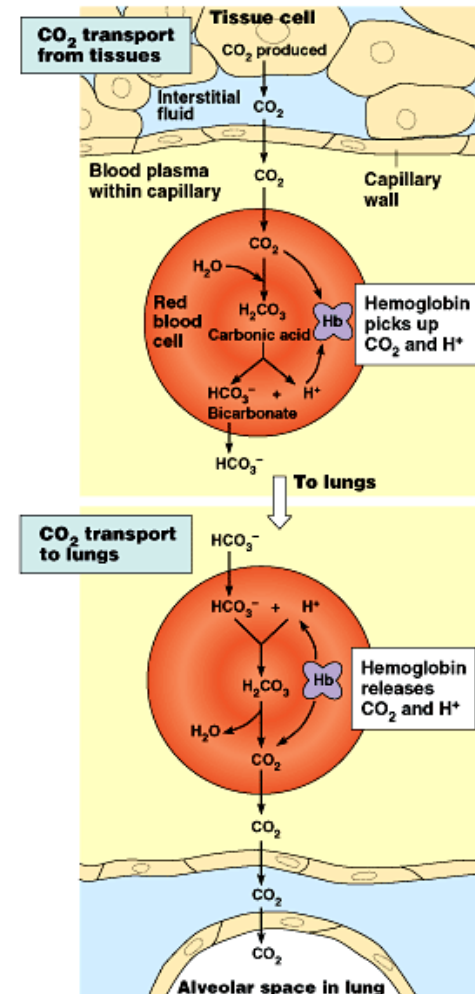 CO₂ transport
from tissues
Tissue cell
CO₂ produced
Interstitial
fluid
CO₂
Blood plasma
within capillary
CO₂
Capillary
wall
CO₂
H₂O
Red
blood
cell
H₂CO₃
Carbonic acid
Hb
Hemoglobin
picks up
CO₂ and H⁺
HCO₃⁻ + H⁺
Bicarbonate
HCO₃⁻
To lungs
CO₂ transport
to lungs
HCO₃⁻
HCO₃⁻ + H⁺
Hb
Hemoglobin
releases
CO₂ and H⁺
H₂CO₃
H₂O
CO₂
CO₂
CO₂
CO₂
Alveolar space in lung